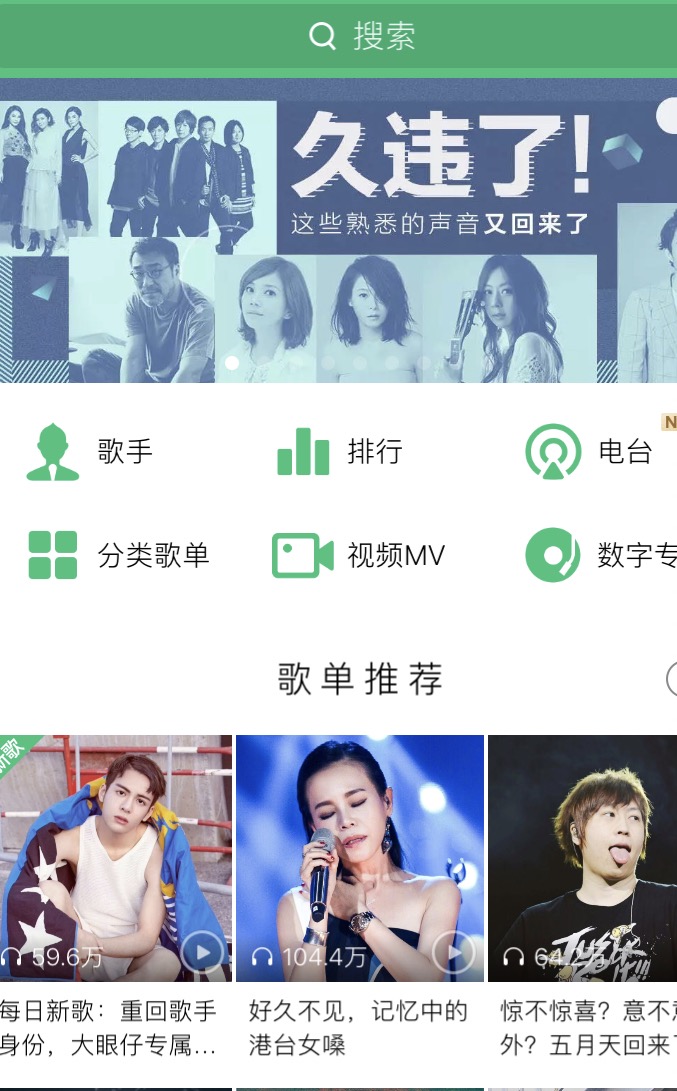 搜索
久违了!
这些熟悉的声音又回来了
N
歌手
排行
电台
分类歌单
视频MV
数字专
歌单推荐
新歌
59.6万
104.4万
每日新歌：重回歌手
身份，大眼仔专属...
好久不见，记忆中的
港台女嗓
惊不惊喜？意不
外？五月天回来